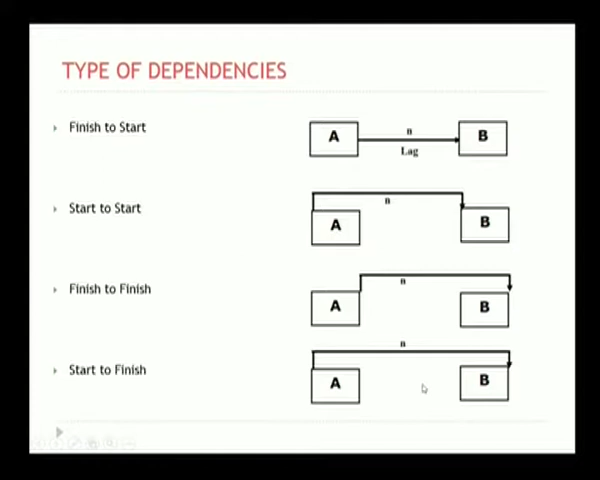 TYPE OF DEPENDENCIES
Finish to Start
A
n
Lag
B
Start to Start
A
n
B
Finish to Finish
A
n
B
Start to Finish
A
n
B